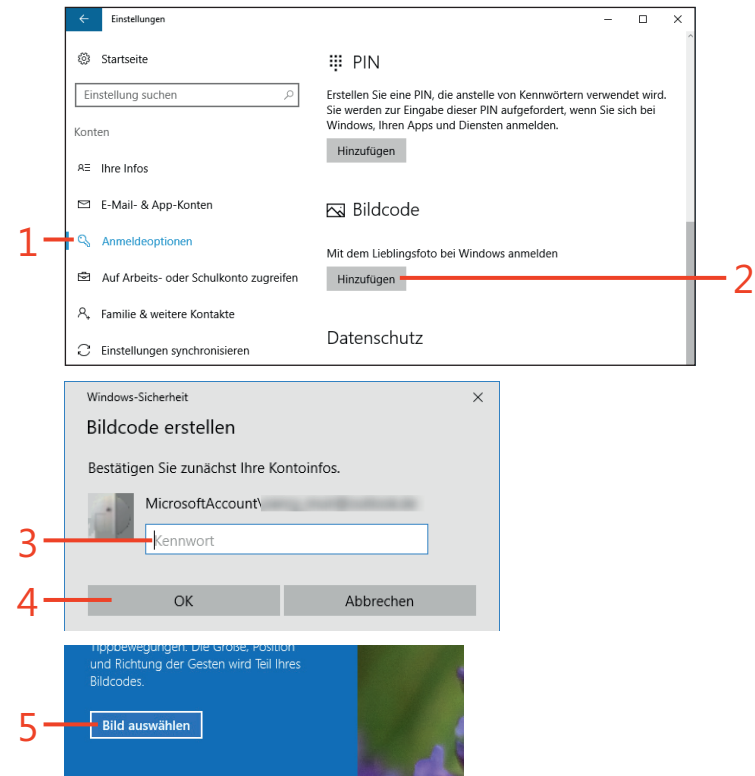 Einstellungen
Startseite
Einstellung suchen
Konten
Ihre Infos
E-Mail- & App-Konten
1
Anmeldeoptionen
Auf Arbeits- oder Schulkonto zugreifen
Familie & weitere Kontakte
Einstellungen synchronisieren
PIN
Erstellen Sie eine PIN, die anstelle von Kennwörtern verwendet wird.
Sie werden zur Eingabe dieser PIN aufgefordert, wenn Sie sich bei
Windows, Ihren Apps und Diensten anmelden.
Hinzufügen
Bildcode
Mit dem Lieblingsfoto bei Windows anmelden
Hinzufügen
2
Datenschutz
Windows-Sicherheit
Bildcode erstellen
Bestätigen Sie zunächst Ihre Kontoinfos.
MicrosoftAccount\
3
Kennwort
4
OK
Abbrechen
Tippbewegungen. Die Größe, Position
und Richtung der Gesten wird Teil Ihres
Bildcodes.
5
Bild auswählen